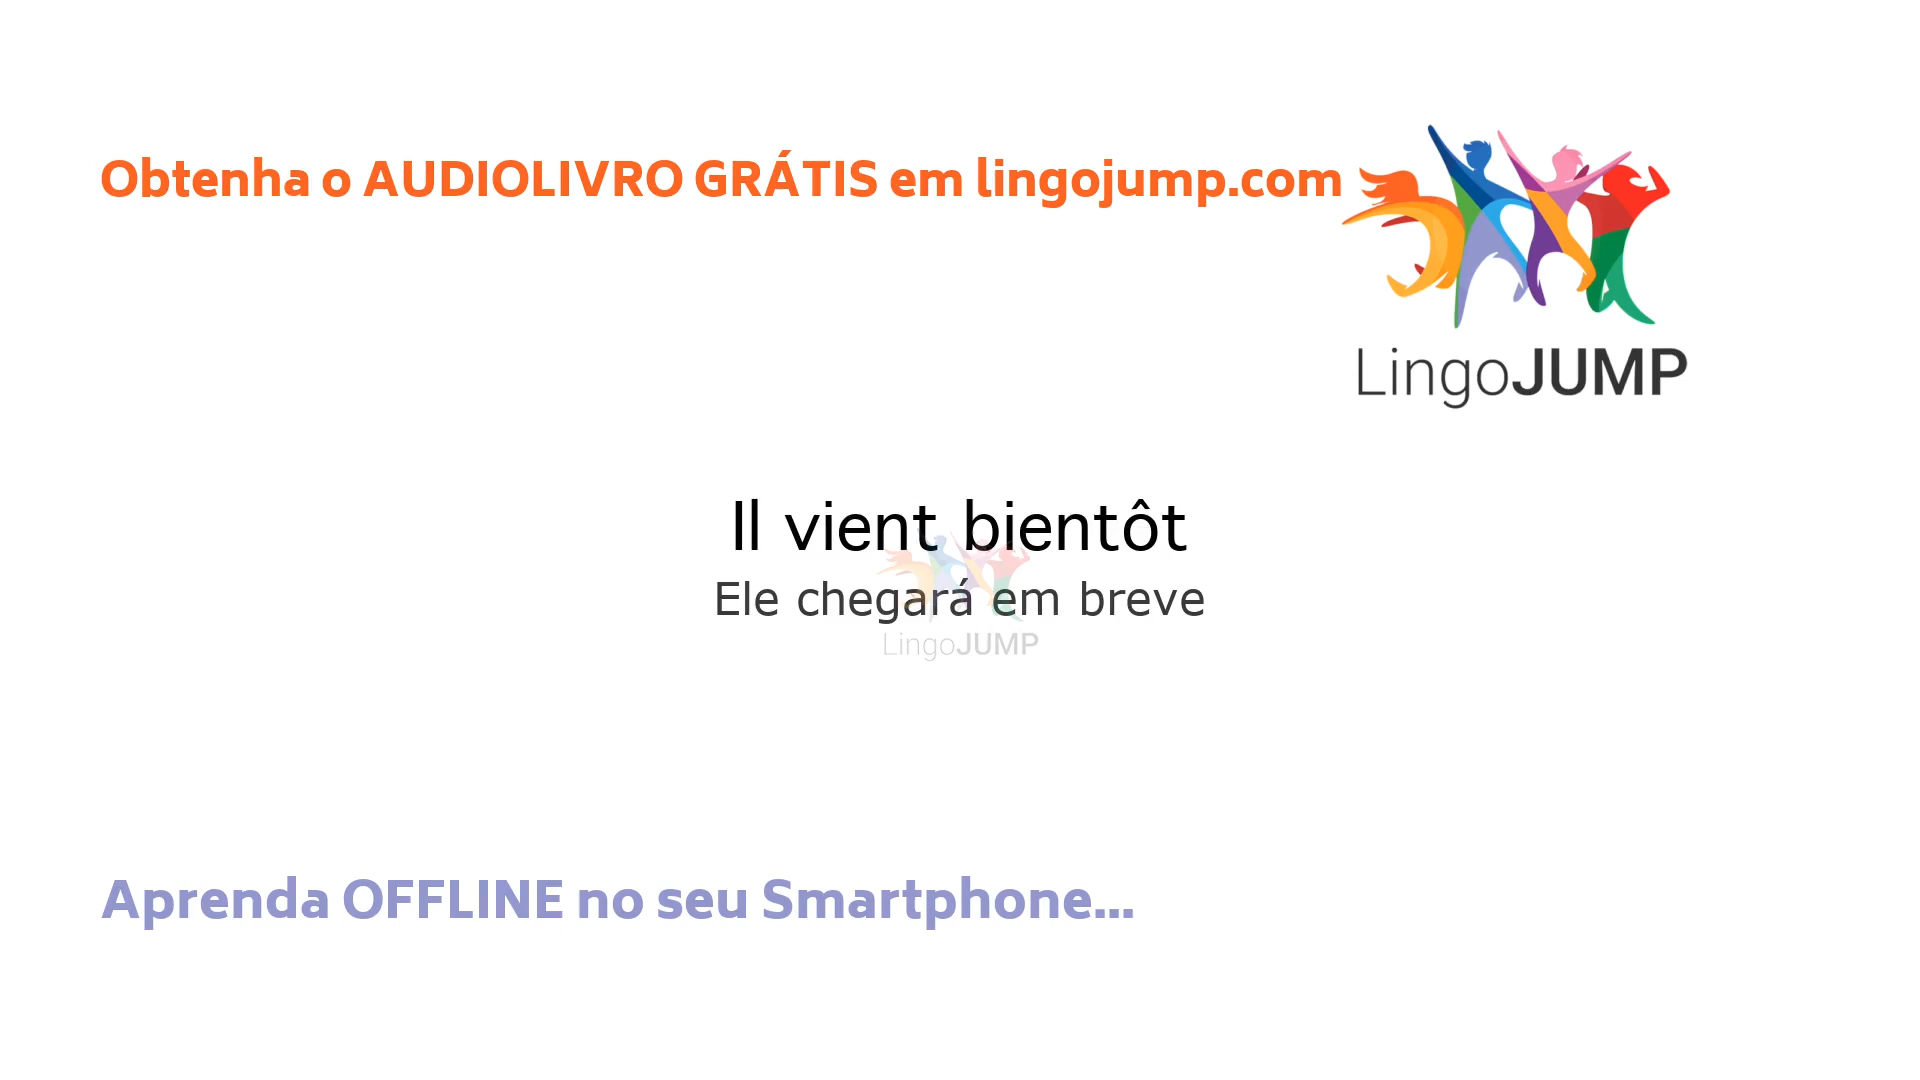 Obtenha o AUDIOLIVRO GRÁTIS em lingojump.com
LingoJUMP
Il vient bientôt
Ele chegará em breve
LingoJUMP
Aprenda OFFLINE no seu Smartphone...